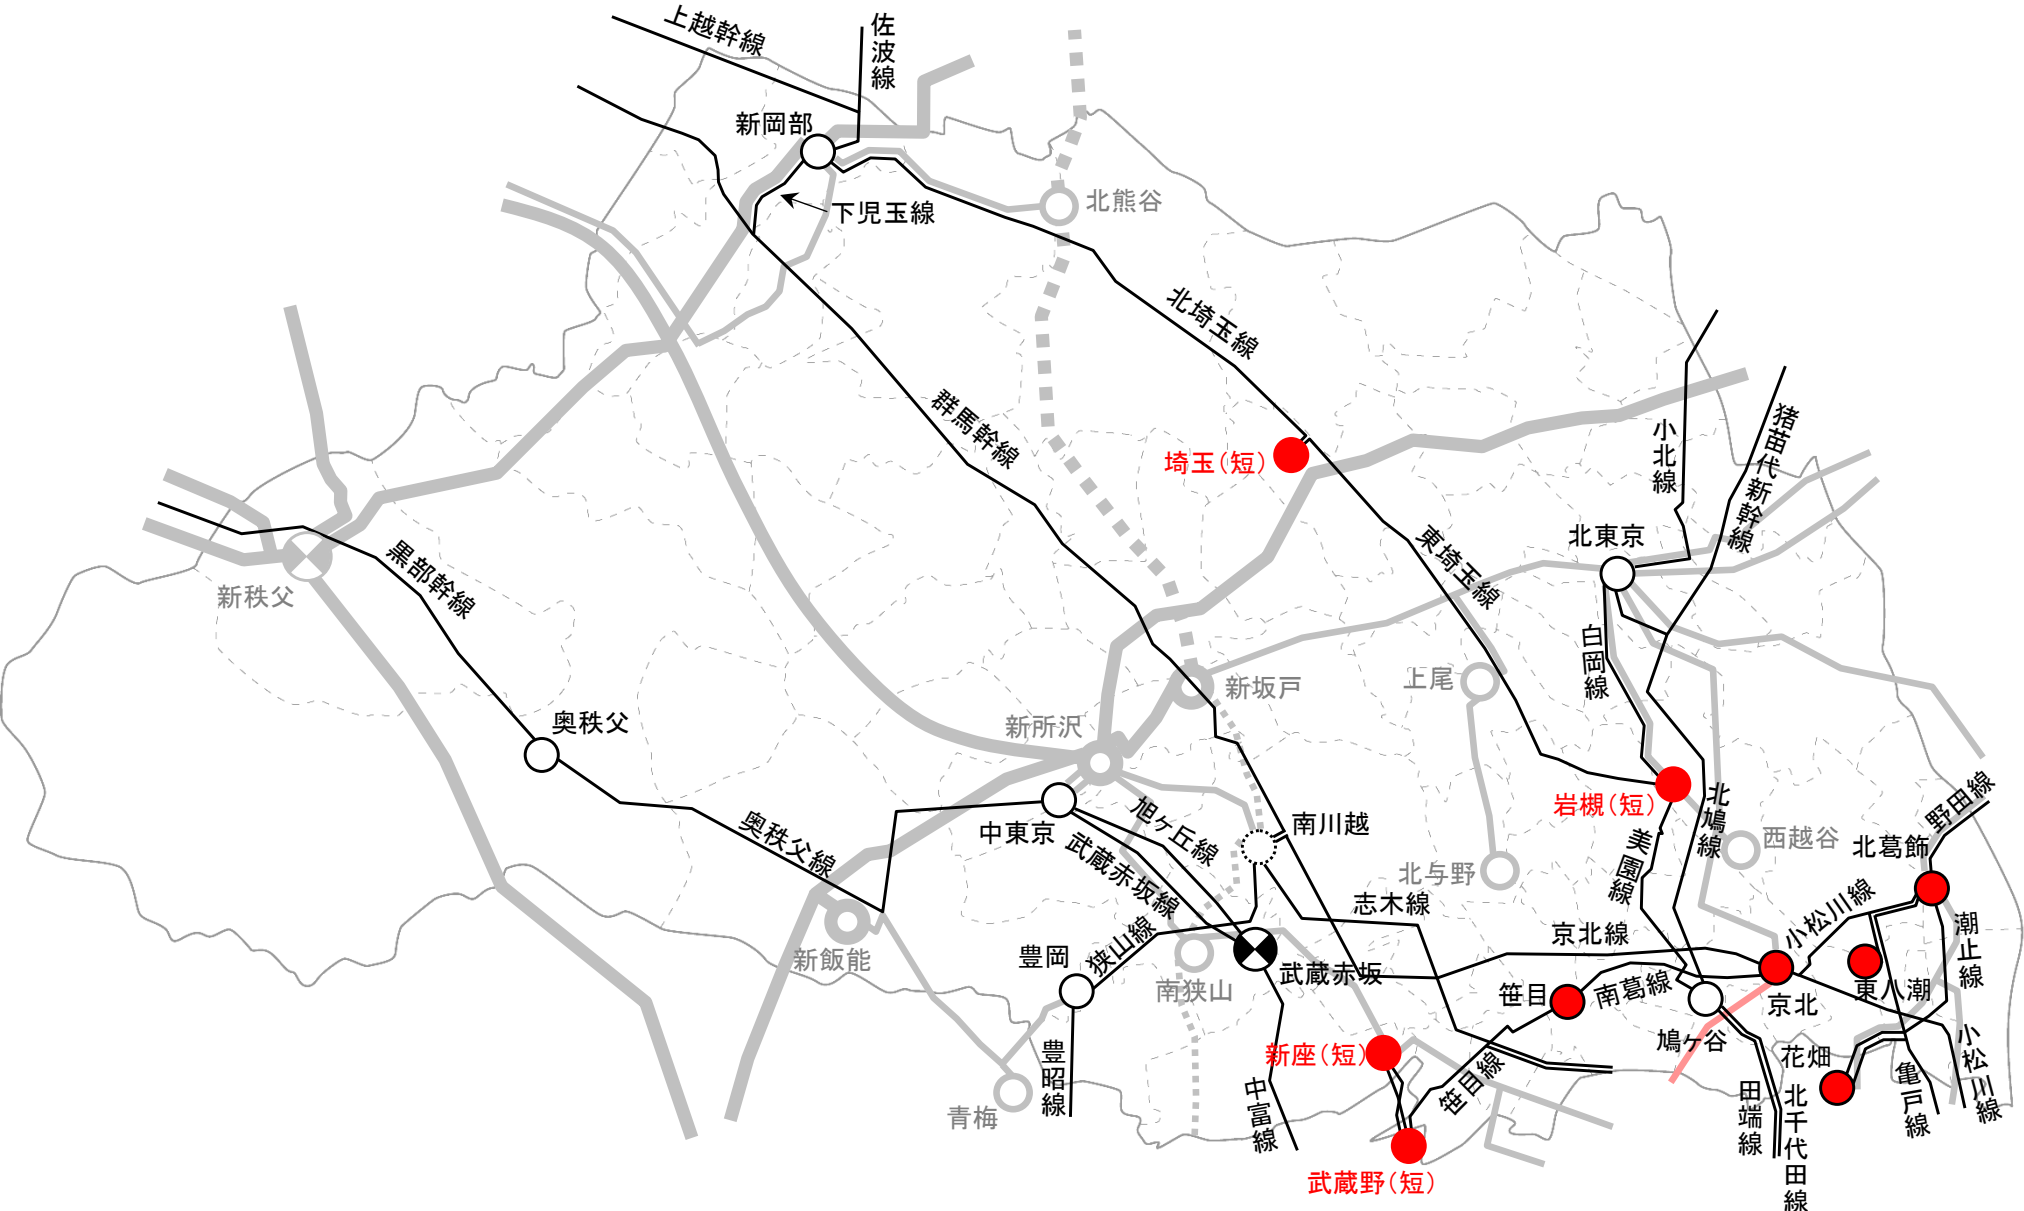 上越幹線
佐波線
新岡部
下児玉線
北熊谷
北埼玉線
群馬幹線
埼玉(短)
小北線
猪苗代新幹線
北東京
東埼玉線
黒部幹線
新秩父
白岡線
上尾
新坂戸
新所沢
奥秩父
奥秩父線
中東京
旭ヶ丘線
武蔵赤坂線
南川越
岩槻(短)
北鳩線
美園線
西越谷
野田線
北葛飾
北与野
志木線
小松川線
京北線
潮止線
新飯能
豊岡
狭山線
南狭山
武蔵赤坂
笹目
南葛線
京北
東八潮
鳩ヶ谷
花畑
小松川線
新座(短)
笹目線
豊昭線
青梅
中富線
田端線
北千代田線
亀戸線
武蔵野(短)